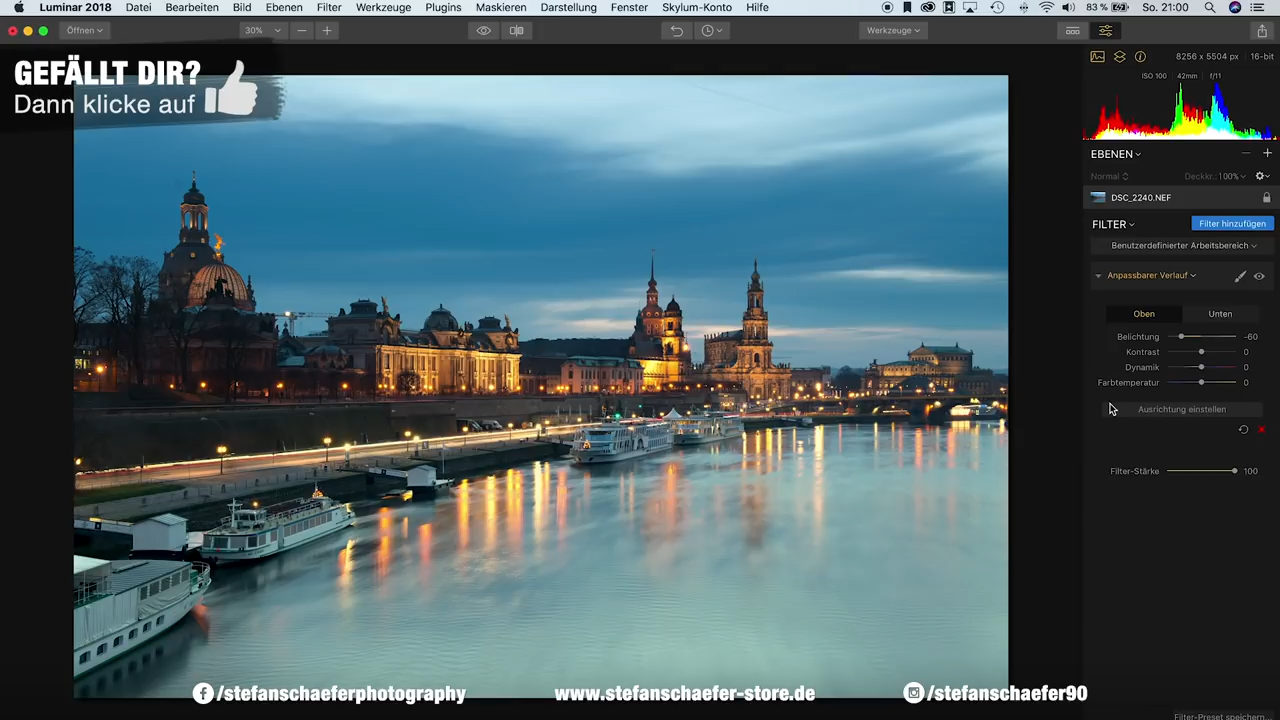 Luminar 2018 Datei Bearbeiten Bild Ebenen Filter Werkzeuge Plugins Maskieren Darstellung Fenster Skylum-Konto Hilfe 83 % So. 21:00
Öffnen 30% Werkzeuge
GEFÄLLT DIR?
Dann klicke auf
8256 x 5504 px 16-bit
ISO 100 42mm f/11
EBENEN
Normal Deckkr.: 100%
DSC_2240.NEF
FILTER Filter hinzufügen
Benutzerdefinierter Arbeitsbereich
Anpassbarer Verlauf
Oben Unten
Belichtung -60
Kontrast 0
Dynamik 0
Farbtemperatur 0
Ausrichtung einstellen
Filter-Stärke 100
/stefanschaeferphotography www.stefanschaefer-store.de /stefanschaefer90
Filter-Preset speichern...